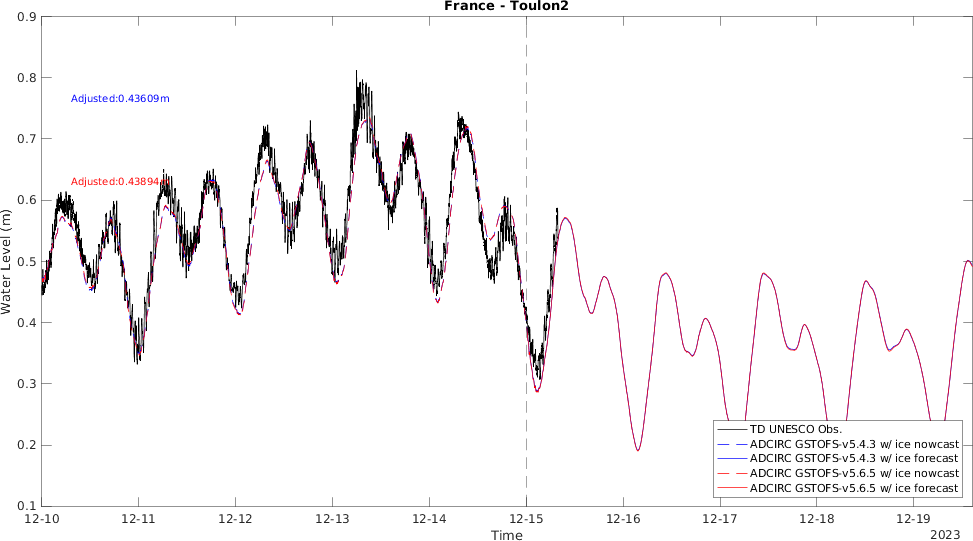 France - Toulon2
Water Level (m)
0.9
0.8
0.7
0.6
0.5
0.4
0.3
0.2
0.1
Adjusted:0.43609m
Adjusted:0.43894m
TD UNESCO Obs.
ADCIRC GSTOFS-v5.4.3 w/ ice nowcast
ADCIRC GSTOFS-v5.4.3 w/ ice forecast
ADCIRC GSTOFS-v5.6.5 w/ ice nowcast
ADCIRC GSTOFS-v5.6.5 w/ ice forecast
12-10 12-11 12-12 12-13 12-14 12-15 12-16 12-17 12-18 12-19
Time
2023